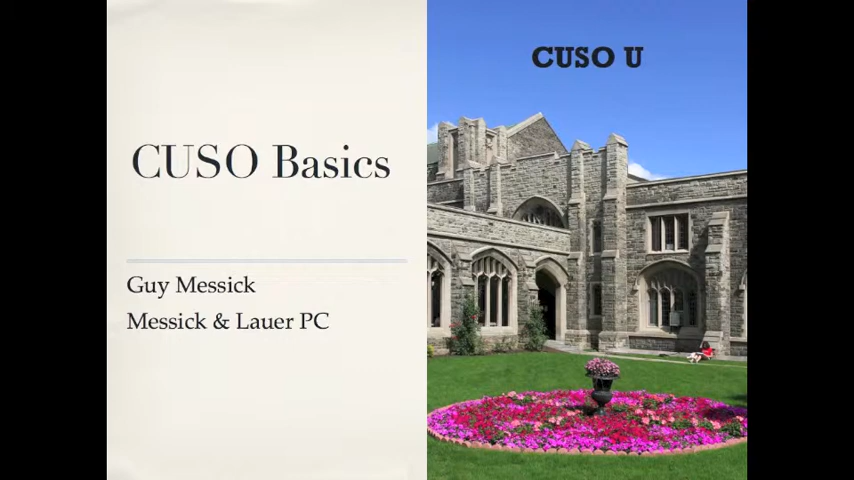 CUSO Basics
Guy Messick
Messick & Lauer PC
CUSO U